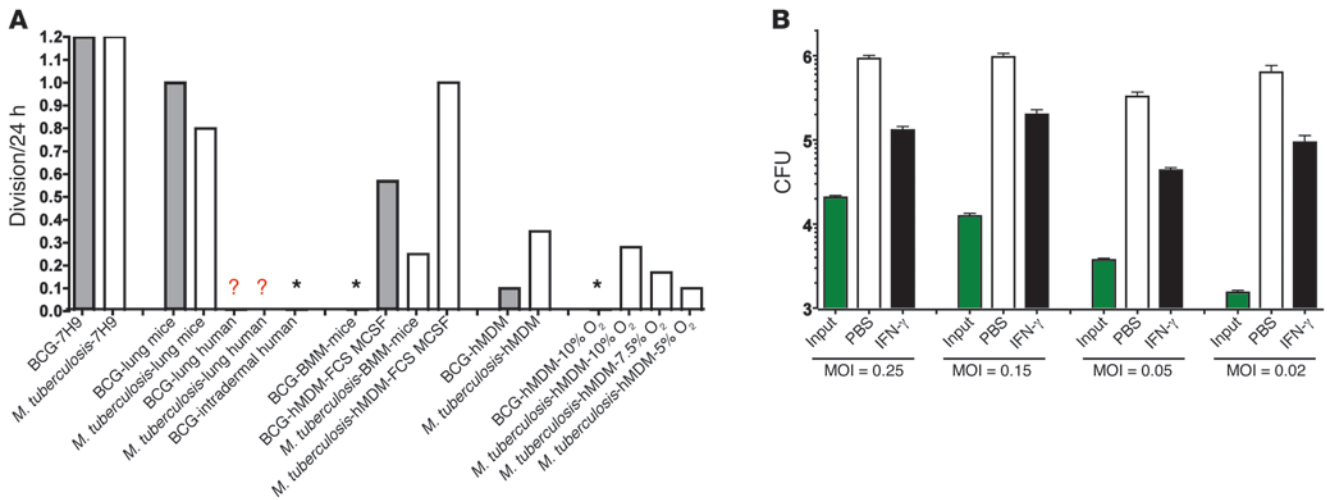 A
Division/24 h
1.2
1.1
1.0
0.9
0.8
0.7
0.6
0.5
0.4
0.3
0.2
0.1
0.0
? ? * * *
BCG-7H9
M. tuberculosis-7H9
BCG-lung mice
M. tuberculosis-lung mice
BCG-lung human
M. tuberculosis-lung human
BCG-intradermal human
BCG-BMM-mice
BCG-hMDM-FCS MCSF
M. tuberculosis-BMM-mice
M. tuberculosis-hMDM-FCS MCSF
BCG-hMDM
M. tuberculosis-hMDM
BCG-hMDM-10% O₂
M. tuberculosis-hMDM-10% O₂
M. tuberculosis-hMDM-7.5% O₂
M. tuberculosis-hMDM-5% O₂
B
CFU
6
5
4
3
Input PBS IFN-γ Input PBS IFN-γ Input PBS IFN-γ Input PBS IFN-γ
MOI = 0.25 MOI = 0.15 MOI = 0.05 MOI = 0.02